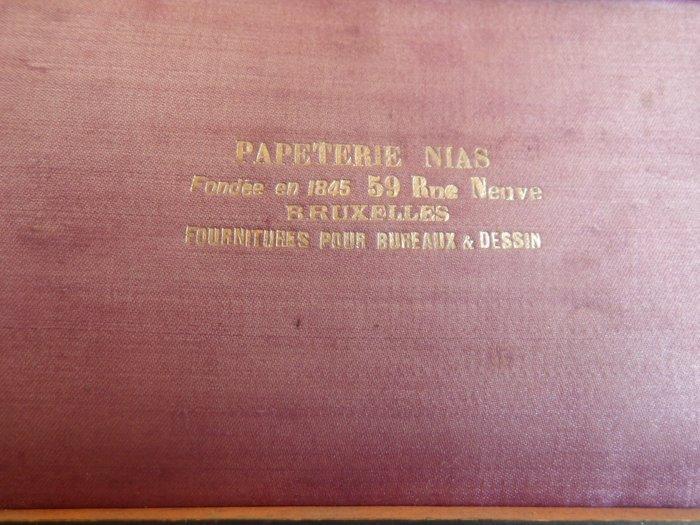 PAPETERIE NIAS
Fondée en 1845 59 Rue Neuve
BRUXELLES
FOURNITURES POUR BUREAUX & DESSIN